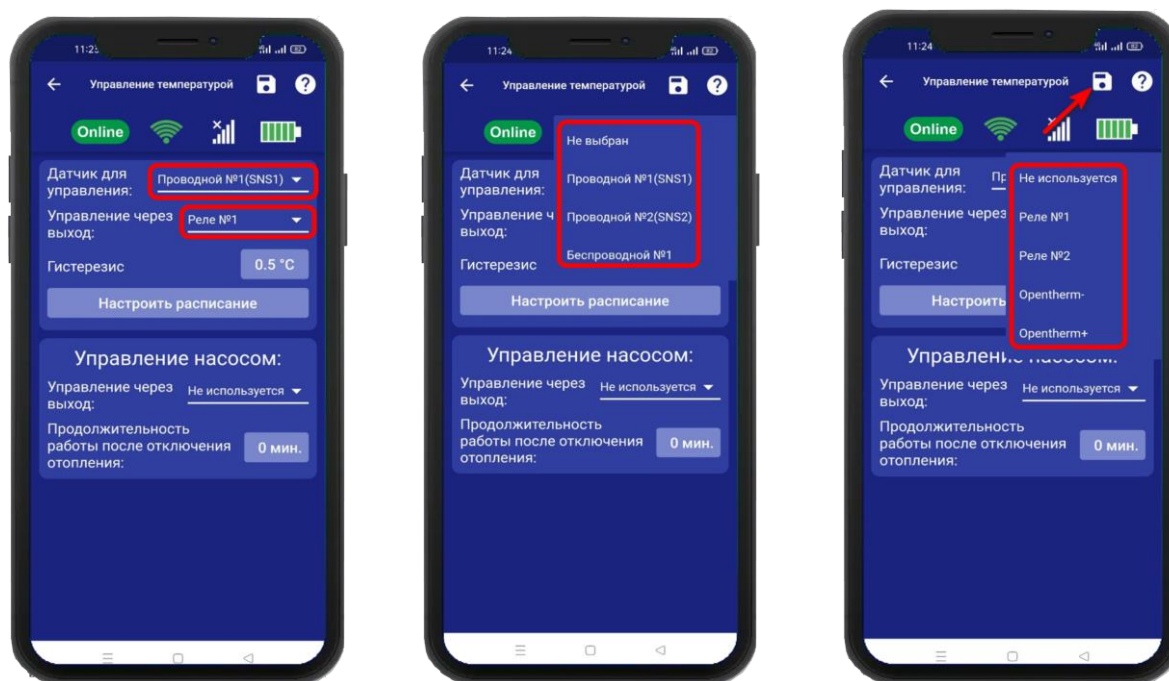 11:2
Управление температурой
Online
Датчик для
управления:
Проводной №1(SNS1)
Управление через
выход:
Реле №1
Гистерезис
0.5 °C
Настроить расписание
Управление насосом:
Управление через
выход:
Не используется
Продолжительность
работы после отключения
отопления:
0 мин.
11:24
Управление температурой
Online
Не выбран
Проводной №1(SNS1)
Проводной №2(SNS2)
Беспроводной №1
Датчик для
управления:
Управление ч
выход:
Гистерезис
Настроить расписание
Управление насосом:
Управление через
выход:
Не используется
Продолжительность
работы после отключения
отопления:
0 мин.
11:24
Управление температурой
Online
Датчик для
управления:
Пр
Не используется
Реле №1
Реле №2
Opentherm-
Opentherm+
Управление через
выход:
Гистерезис
Настроить
Управление насосом:
Управление через
выход:
Не используется
Продолжительность
работы после отключения
отопления:
0 мин.